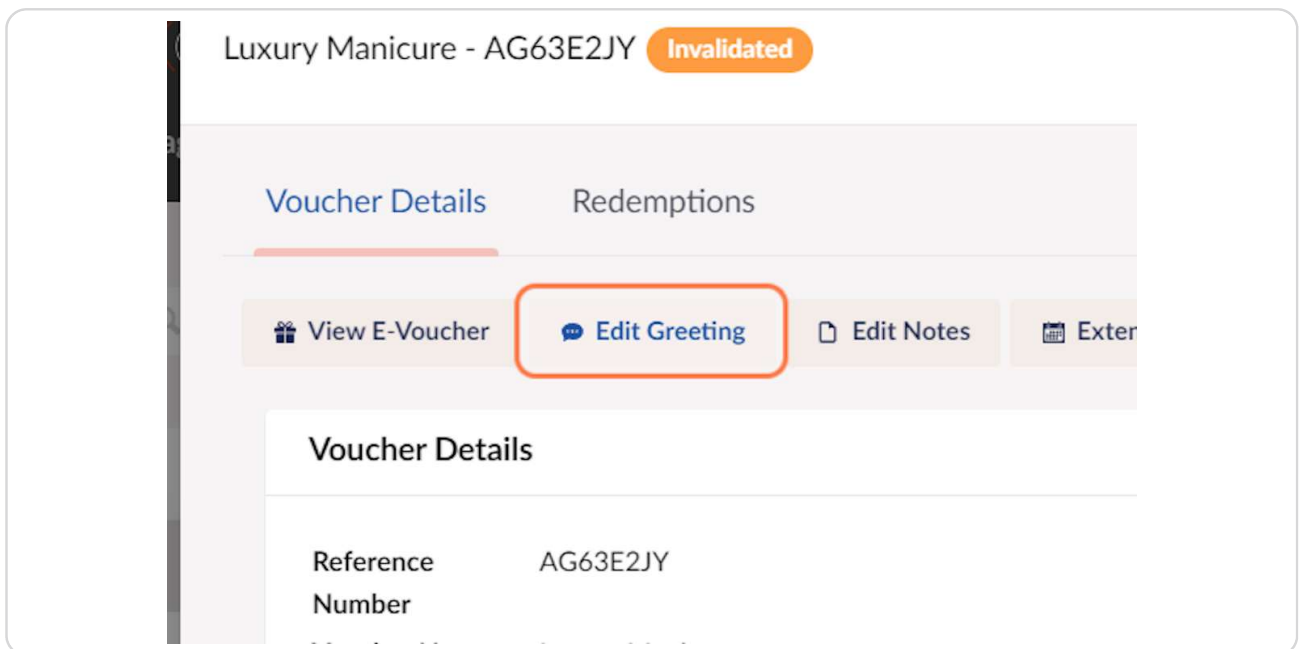 Luxury Manicure - AG63E2JY Invalidated
Voucher Details Redemptions
View E-Voucher Edit Greeting Edit Notes
Voucher Details
Reference AG63E2JY
Number